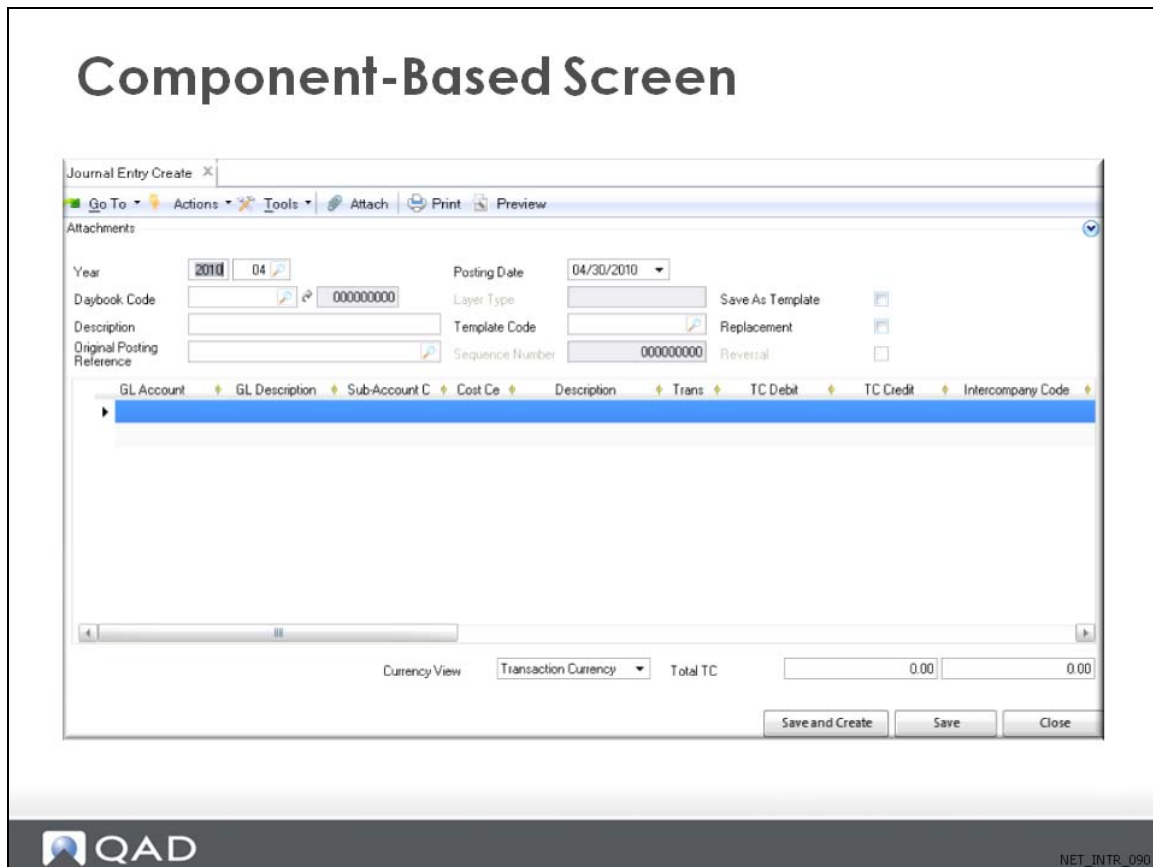 Component-Based Screen
Journal Entry Create
Go To Actions Tools Attach Print Preview
Attachments
Year 2010 04 Posting Date 04/30/2010
Daybook Code 000000000 Layer Type Save As Template
Description Template Code Replacement
Original Posting Reference Sequence Number 000000000 Reversal
GL Account GL Description Sub-Account C Cost Ce Description Trans TC Debit TC Credit Intercompany Code
Currency View Transaction Currency Total TC 0.00 0.00
Save and Create Save Close
QAD
NET_INTR_090